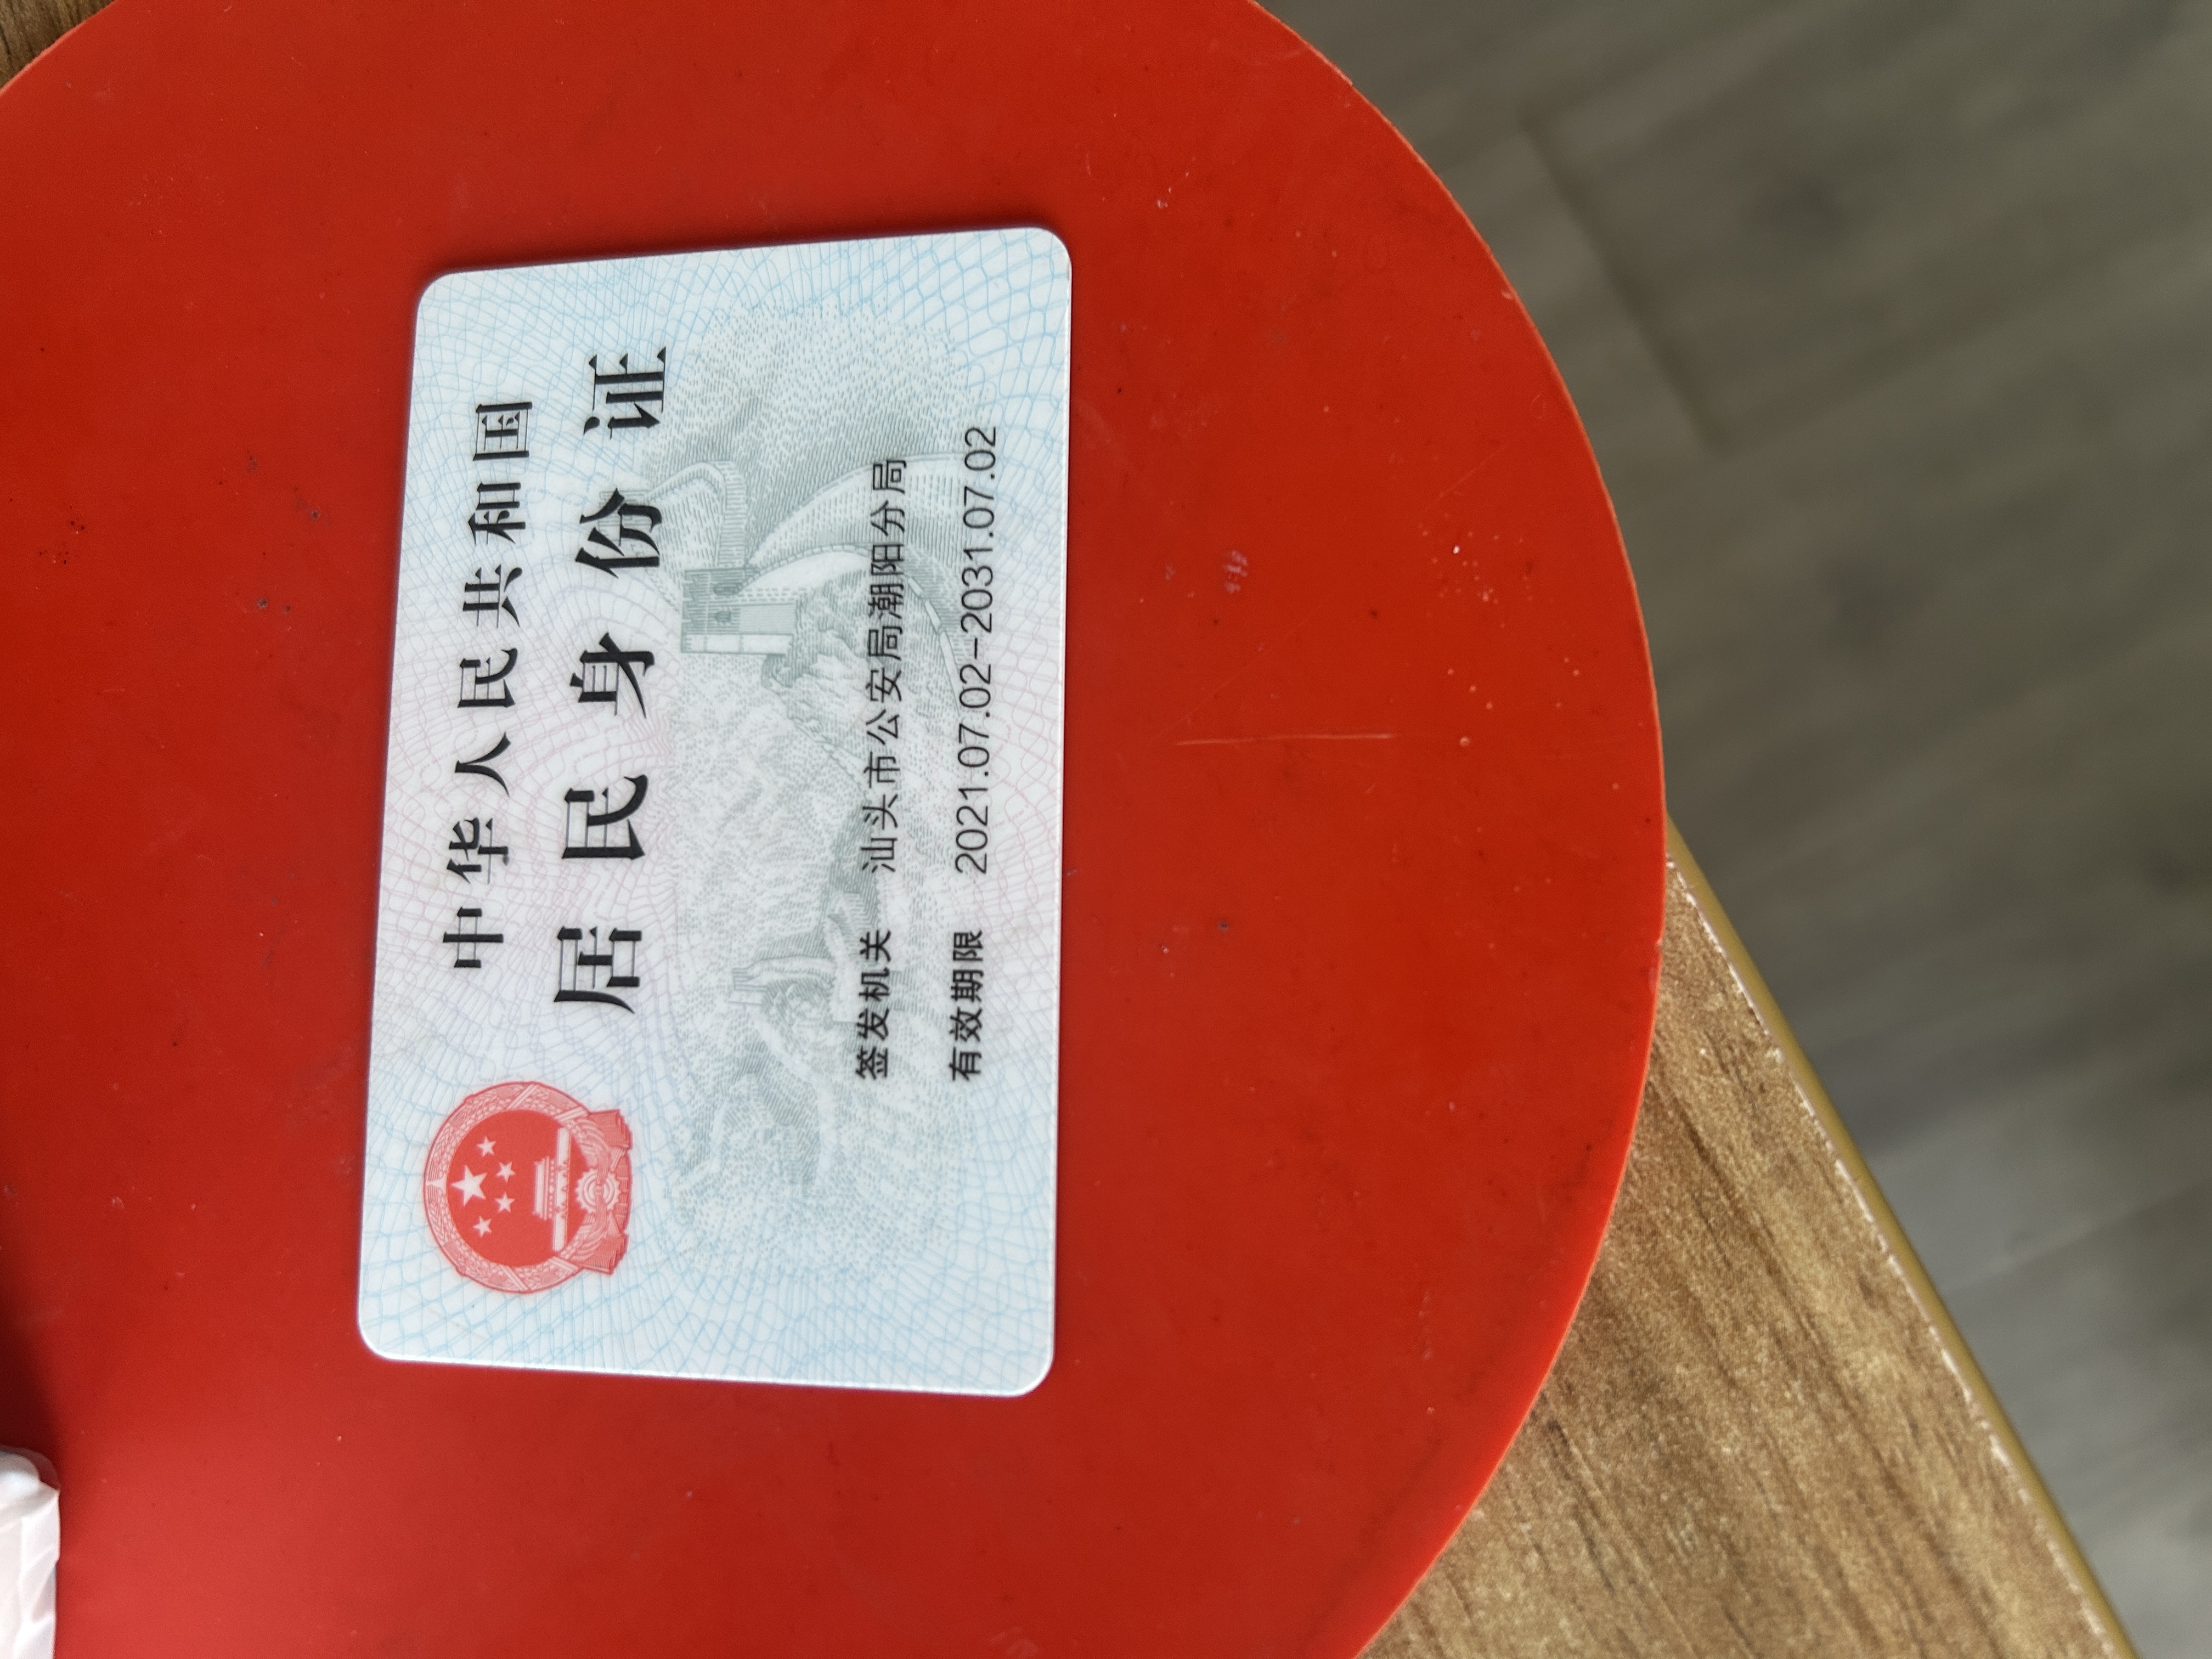 中华人民共和国
居民身份证
签发机关 汕头市公安局潮阳分局
有效期限 2021.07.02-2031.07.02